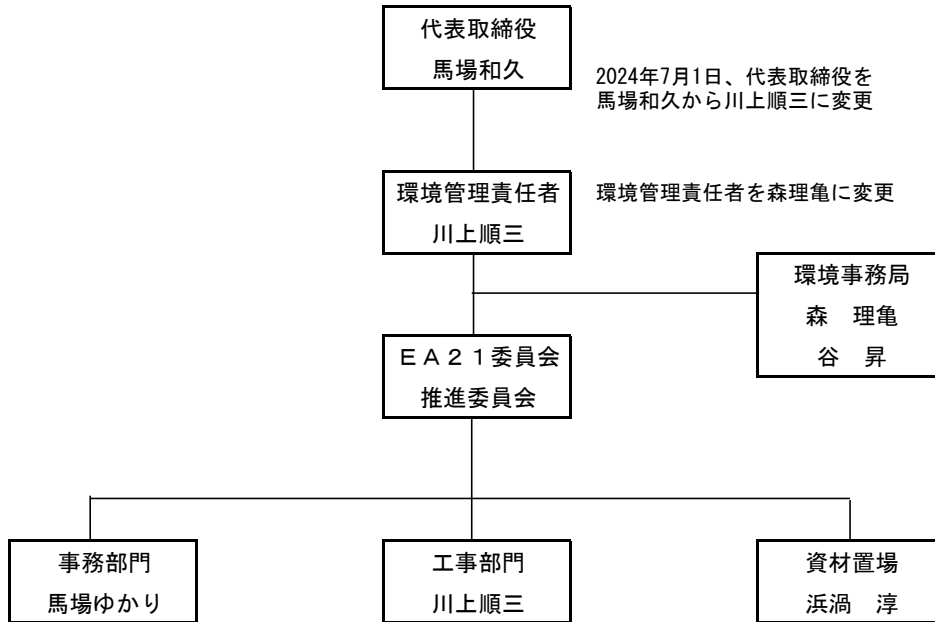 代表取締役
馬場和久
2024年7月1日、代表取締役を
馬場和久から川上順三に変更
環境管理責任者
川上順三
環境管理責任者を森理亀に変更
環境事務局
森　理亀
谷　昇
ＥＡ２１委員会
推進委員会
事務部門
馬場ゆかり
工事部門
川上順三
資材置場
浜渦　淳